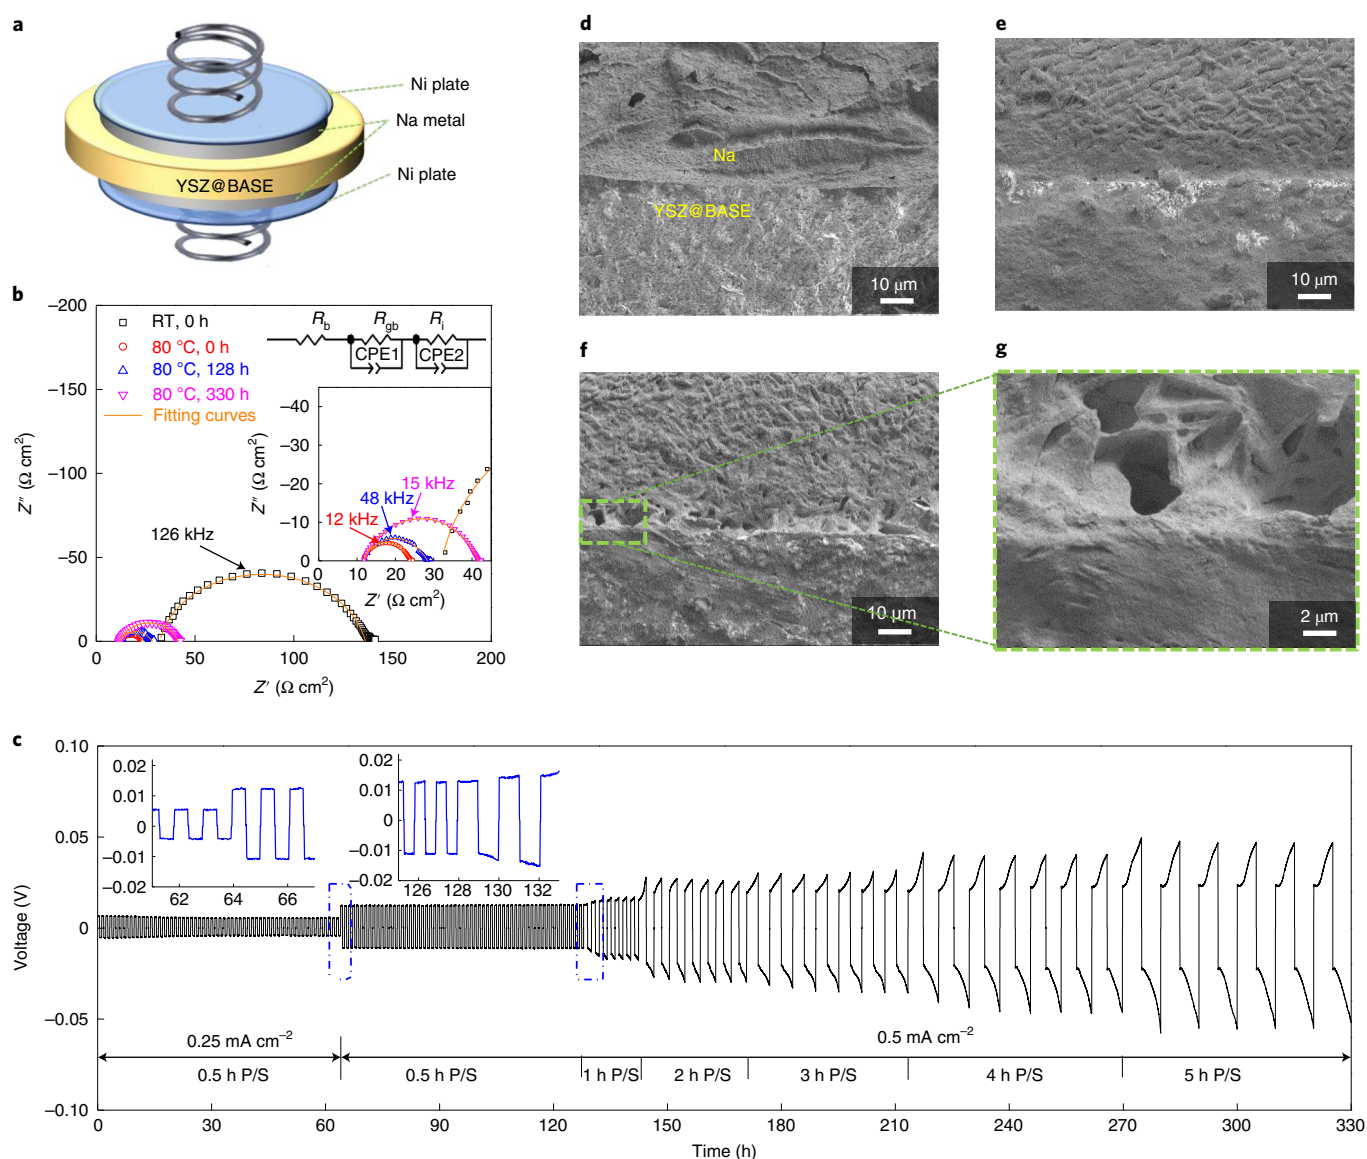 a
Ni plate
Na metal
Ni plate
YSZ@BASE
b
−200
−150
−100
−50
0
Z″ (Ω cm²)
0 50 100 150 200
Z′ (Ω cm²)
RT, 0 h
80 °C, 0 h
80 °C, 128 h
80 °C, 330 h
Fitting curves
R_b R_gb R_i
CPE1 CPE2
126 kHz
−40
−30
−20
−10
0
Z″ (Ω cm²)
15 kHz
48 kHz
12 kHz
0 10 20 30 40
Z′ (Ω cm²)
d
Na
YSZ@BASE
10 μm
e
10 μm
f
10 μm
g
2 μm
c
0.10
0.05
0
−0.05
−0.10
Voltage (V)
0.02
0.01
0
−0.01
−0.02
62 64 66
0.02
0.01
0
−0.01
−0.02
126 128 130 132
0.25 mA cm⁻²
0.5 mA cm⁻²
0.5 h P/S
0.5 h P/S
1 h P/S
2 h P/S
3 h P/S
4 h P/S
5 h P/S
0 30 60 90 120 150 180 210 240 270 300 330
Time (h)